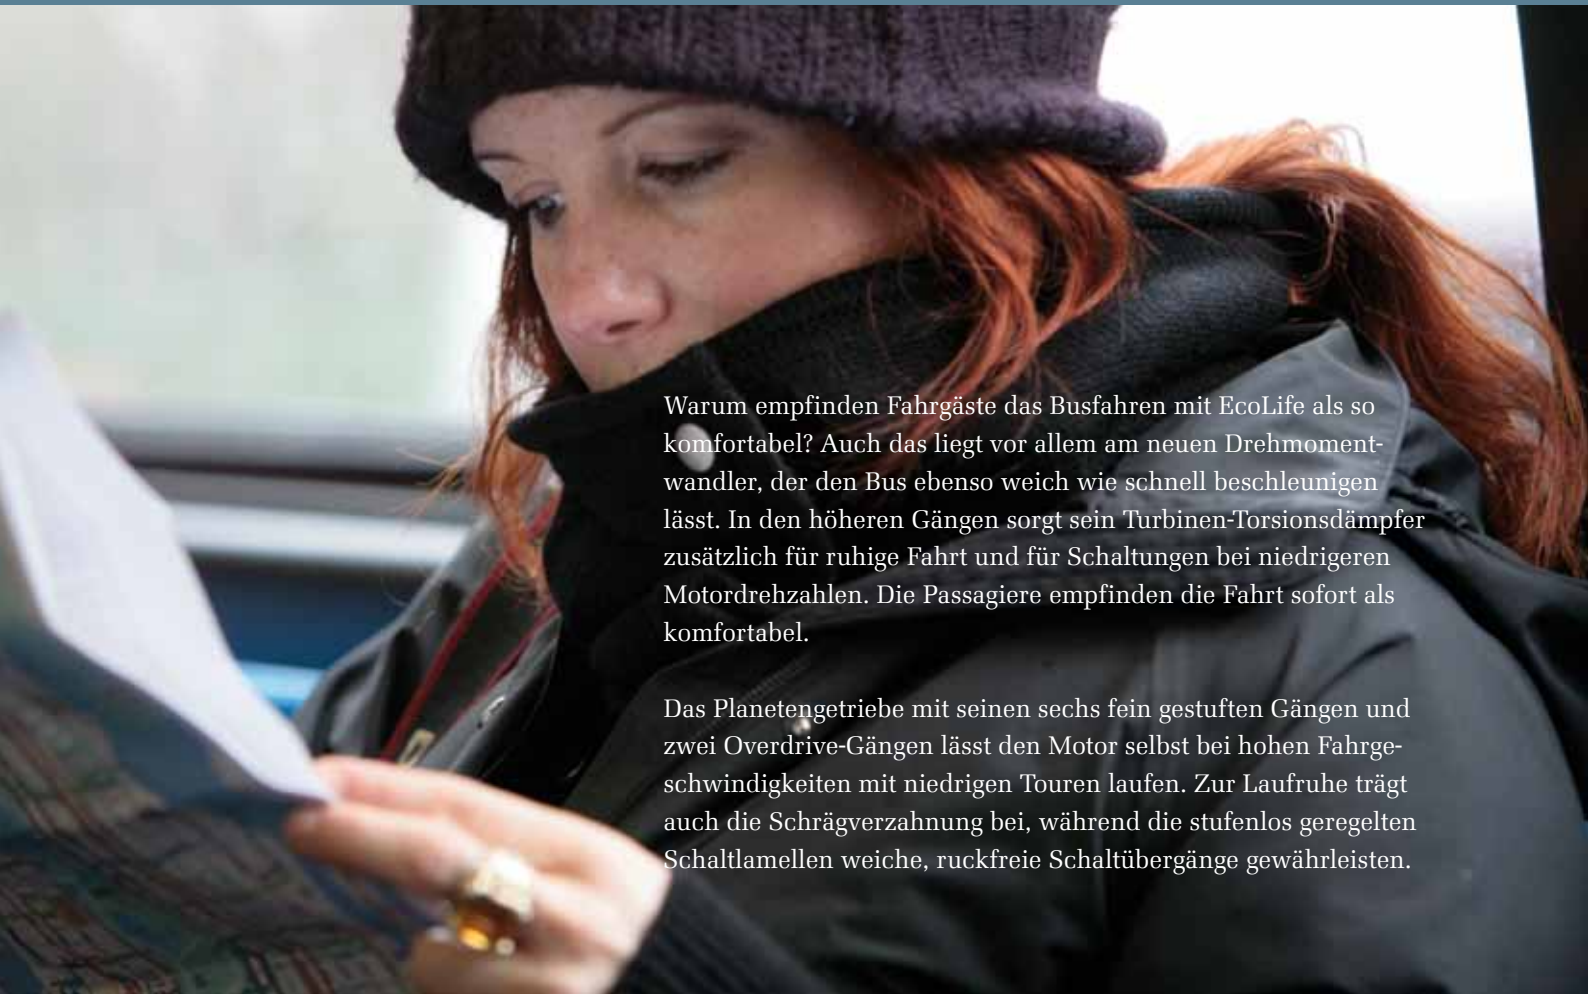 Warum empfinden Fahrgäste das Busfahren mit EcoLife als so
komfortabel? Auch das liegt vor allem am neuen Drehmoment-
wandler, der den Bus ebenso weich wie schnell beschleunigen
lässt. In den höheren Gängen sorgt sein Turbinen-Torsionsdämpfer
zusätzlich für ruhige Fahrt und für Schaltungen bei niedrigeren
Motordrehzahlen. Die Passagiere empfinden die Fahrt sofort als
komfortabel.
Das Planetengetriebe mit seinen sechs fein gestuften Gängen und
zwei Overdrive-Gängen lässt den Motor selbst bei hohen Fahrge-
schwindigkeiten mit niedrigen Touren laufen. Zur Laufruhe trägt
auch die Schrägverzahnung bei, während die stufenlos geregelten
Schaltlamellen weiche, ruckfreie Schaltübergänge gewährleisten.